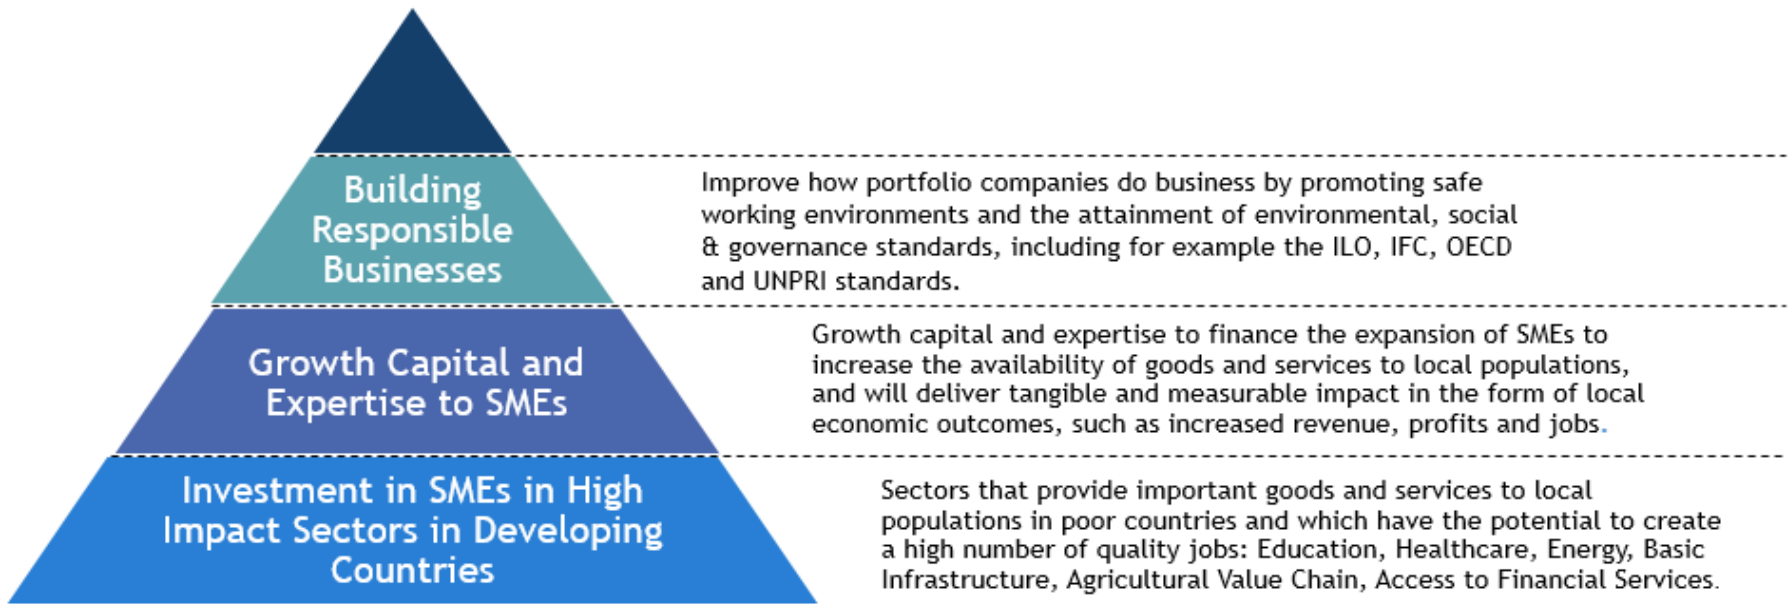 Building
Responsible
Businesses
Improve how portfolio companies do business by promoting safe
working environments and the attainment of environmental, social
& governance standards, including for example the ILO, IFC, OECD
and UNPRI standards.
Growth Capital and
Expertise to SMEs
Growth capital and expertise to finance the expansion of SMEs to
increase the availability of goods and services to local populations,
and will deliver tangible and measurable impact in the form of local
economic outcomes, such as increased revenue, profits and jobs.
Investment in SMEs in High
Impact Sectors in Developing
Countries
Sectors that provide important goods and services to local
populations in poor countries and which have the potential to create
a high number of quality jobs: Education, Healthcare, Energy, Basic
Infrastructure, Agricultural Value Chain, Access to Financial Services.